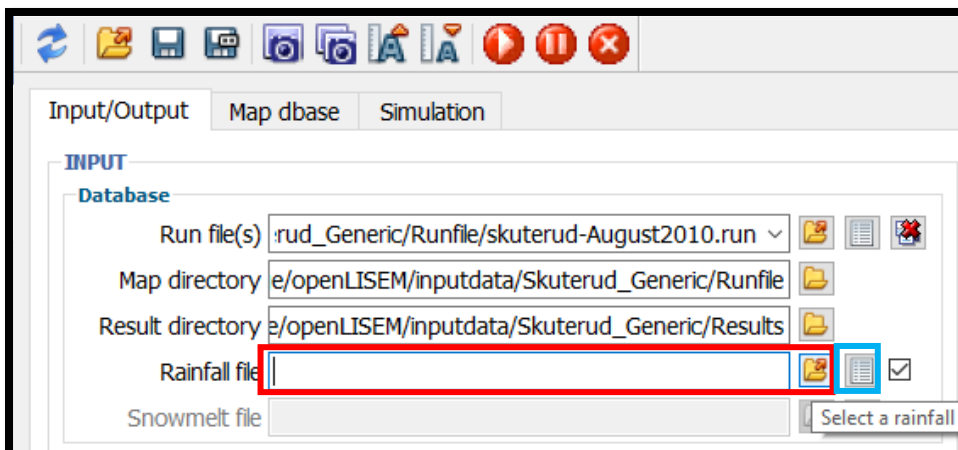 Input/Output Map dbase Simulation
INPUT
Database
Run file(s) rud_Generic/Runfile/skuterud-August2010.run
Map directory e/openLISEM/inputdata/Skuterud_Generic/Runfile
Result directory e/openLISEM/inputdata/Skuterud_Generic/Results
Rainfall file
Snowmelt file
Select a rainfall